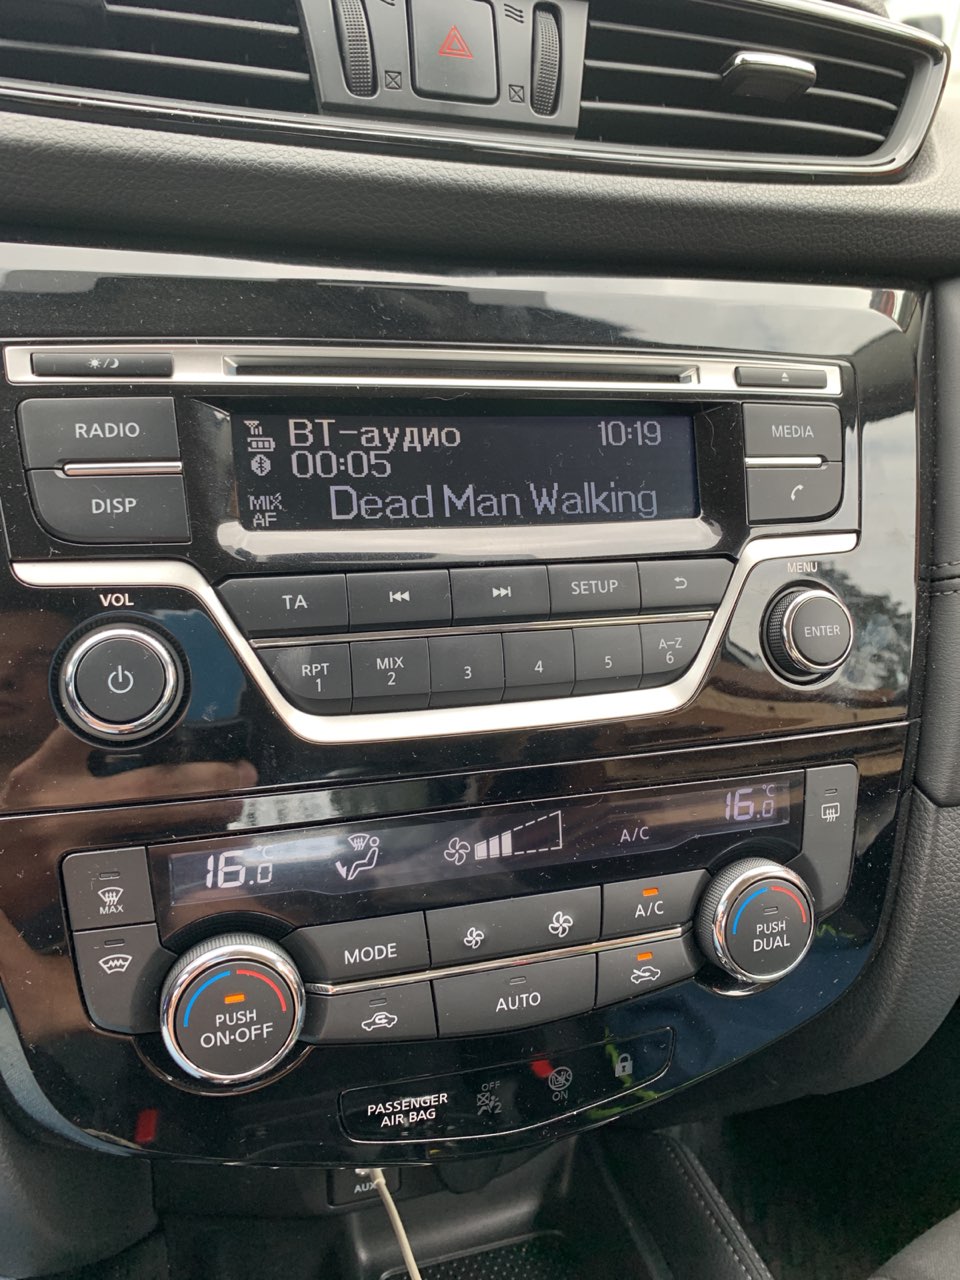 RADIO
DISP
BT-аудио 10:19
00:05
MIX
AF
Dead Man Walking
MEDIA
VOL
TA
SETUP
MENU
ENTER
RPT
1
MIX
2
3
4
5
A-Z
6
16.0 °C
A/C
16.0 °C
MAX
MODE
A/C
PUSH
DUAL
PUSH
ON·OFF
AUTO
PASSENGER
AIR BAG
OFF
2
ON
AUX